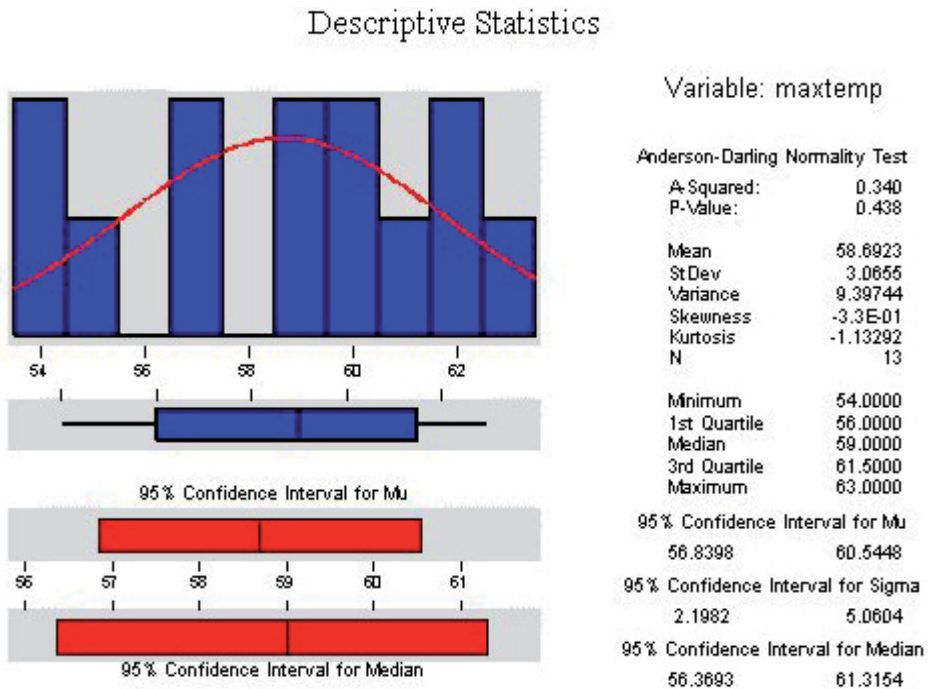 Descriptive Statistics
54 56 58 60 62
95% Confidence Interval for Mu
56 57 58 59 60 61
95% Confidence Interval for Median
Variable: maxtemp
Anderson-Darling Normality Test
A-Squared: 0.340
P-Value: 0.438
Mean 58.6923
StDev 3.0655
Variance 9.39744
Skewness -3.3E-01
Kurtosis -1.13292
N 13
Minimum 54.0000
1st Quartile 56.0000
Median 59.0000
3rd Quartile 61.5000
Maximum 63.0000
95% Confidence Interval for Mu
56.8398 60.5448
95% Confidence Interval for Sigma
2.1982 5.0604
95% Confidence Interval for Median
56.3693 61.3154